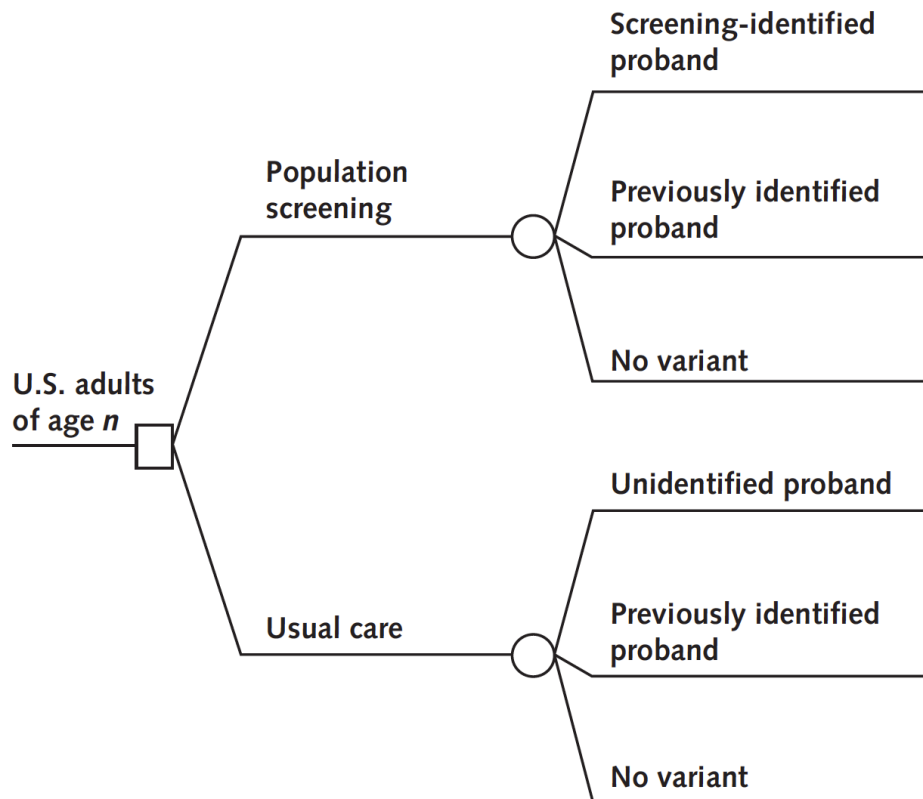 Screening-identified
proband
Population
screening
Previously identified
proband
No variant
U.S. adults
of age n
Unidentified proband
Usual care
Previously identified
proband
No variant